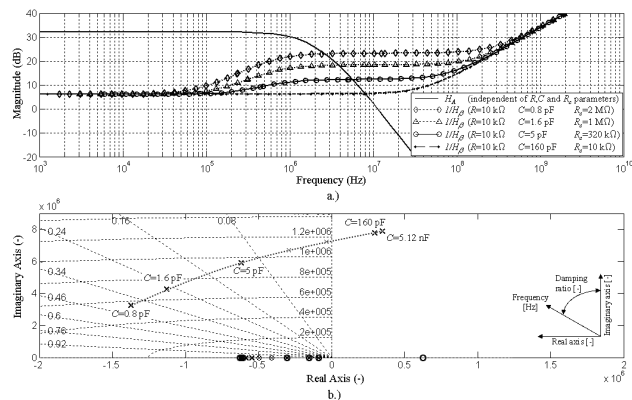 40
30
20
10
0
-10
-20
Magnitude (dB)
H_A (independent of R,C and R_s parameters)
1/H_β (R=10 kΩ C=0.8 pF R_s=2 MΩ)
1/H_β (R=10 kΩ C=1.6 pF R_s=1 MΩ)
1/H_β (R=10 kΩ C=5 pF R_s=320 kΩ)
1/H_β (R=10 kΩ C=160 pF R_s=10 kΩ)
10^3 10^4 10^5 10^6 10^7 10^8 10^9 10^10
Frequency (Hz)
a.)
x 10^6
8
6
4
2
0
Imaginary Axis (-)
0.16 0.08
0.24
0.34
0.46
0.6
0.76
0.92
1.2e+006
1e+006
8e+005
6e+005
4e+005
2e+005
C=160 pF
C=5.12 nF
C=5 pF
C=1.6 pF
C=0.8 pF
Damping
ratio [-]
Frequency
[Hz]
Imaginary axis [-]
Real axis [-]
-2 -1.5 -1 -0.5 0 0.5 1 1.5 2
x 10^6
Real Axis (-)
b.)